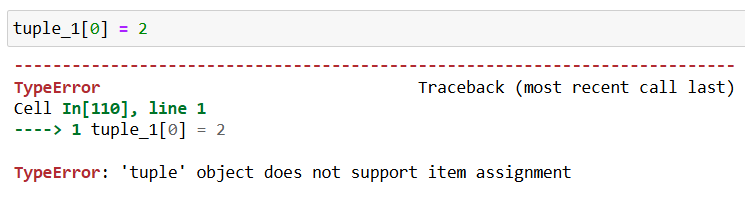 tuple_1[0] = 2
---------------------------------------------------------------------------
TypeError                                 Traceback (most recent call last)
Cell In[110], line 1
----> 1 tuple_1[0] = 2
TypeError: 'tuple' object does not support item assignment